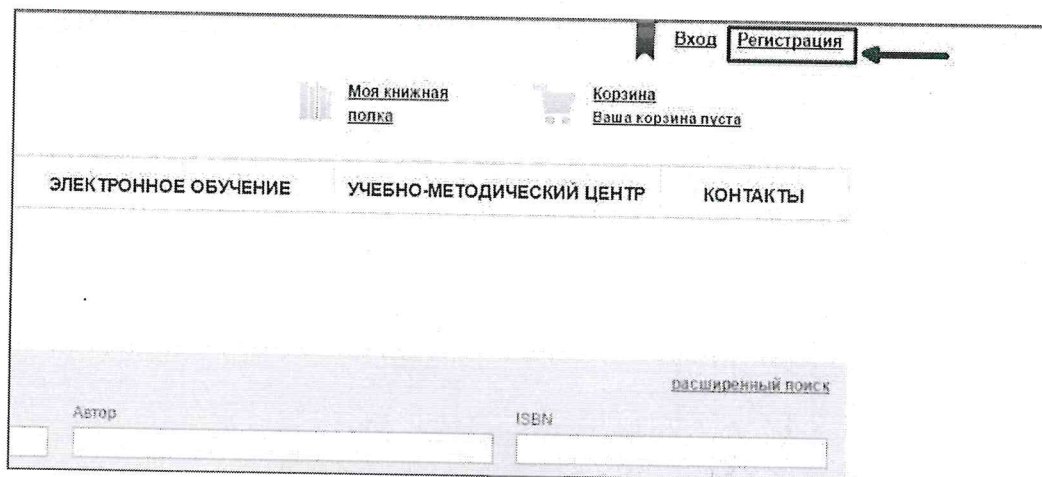 Вход Регистрация
Моя книжная
полка
Корзина
Ваша корзина пуста
ЭЛЕКТРОННОЕ ОБУЧЕНИЕ УЧЕБНО-МЕТОДИЧЕСКИЙ ЦЕНТР КОНТАКТЫ
расширенный поиск
Автор ISBN